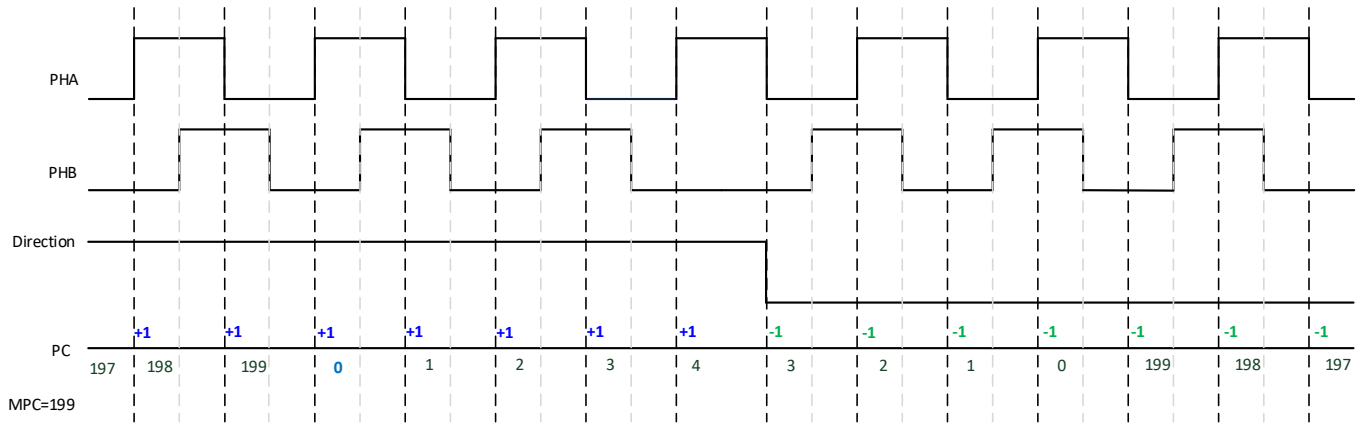 PHA
PHB
Direction
+1 +1 +1 +1 +1 +1 +1 -1 -1 -1 -1 -1 -1 -1
PC
197 198 199 0 1 2 3 4 3 2 1 0 199 198 197
MPC=199